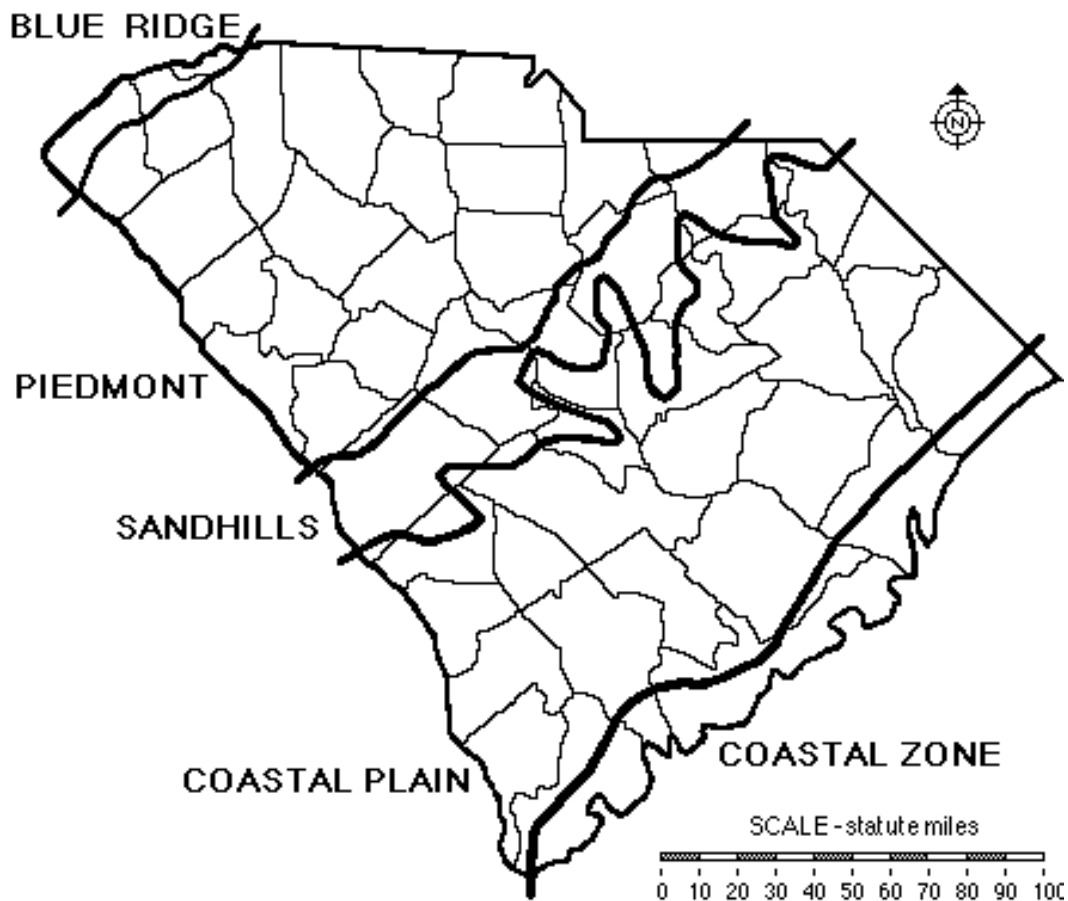 BLUE RIDGE
N
PIEDMONT
SANDHILLS
COASTAL PLAIN
COASTAL ZONE
SCALE - statute miles
0 10 20 30 40 50 60 70 80 90 100